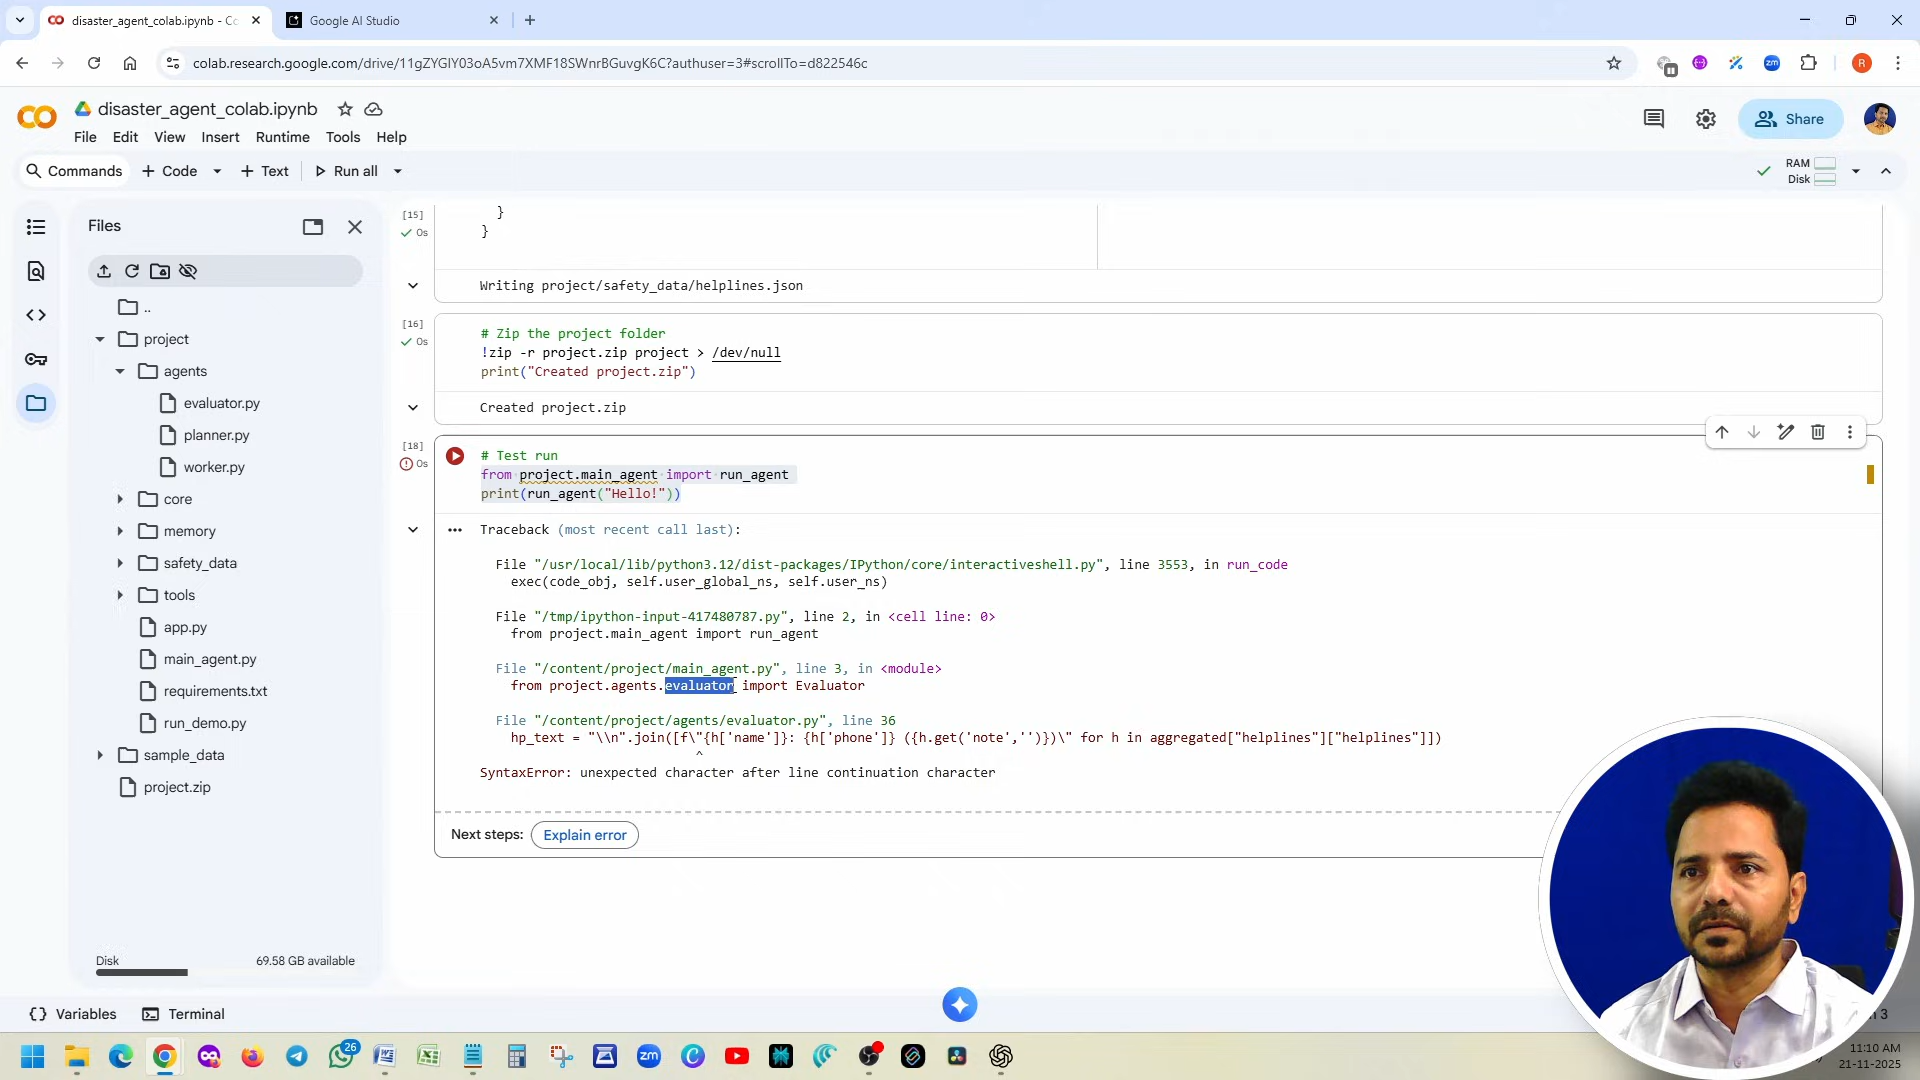 disaster_agent_colab.ipynb - Co
Google AI Studio
colab.research.google.com/drive/11gZYGlY03oA5vm7XMF18SWnrBGuvgK6C?authuser=3#scrollTo=d822546c
R
disaster_agent_colab.ipynb
File Edit View Insert Runtime Tools Help
Share
Commands + Code + Text Run all
RAM
Disk
Files
..
project
agents
evaluator.py
planner.py
worker.py
core
memory
safety_data
tools
app.py
main_agent.py
requirements.txt
run_demo.py
sample_data
project.zip
Disk 69.58 GB available
[15]
0s
}
}
Writing project/safety_data/helplines.json
[16]
0s
# Zip the project folder
!zip -r project.zip project > /dev/null
print("Created project.zip")
Created project.zip
[18]
0s
# Test run
from project.main_agent import run_agent
print(run_agent("Hello!"))
Traceback (most recent call last):
File "/usr/local/lib/python3.12/dist-packages/IPython/core/interactiveshell.py", line 3553, in run_code
exec(code_obj, self.user_global_ns, self.user_ns)
File "/tmp/ipython-input-417480787.py", line 2, in <cell line: 0>
from project.main_agent import run_agent
File "/content/project/main_agent.py", line 3, in <module>
from project.agents.evaluator import Evaluator
File "/content/project/agents/evaluator.py", line 36
hp_text = "\\n".join([f\"{h['name']}: {h['phone']} ({h.get('note','')})\" for h in aggregated["helplines"]["helplines"]])
^
SyntaxError: unexpected character after line continuation character
Next steps: Explain error
Variables Terminal
3
26
zm
11:10 AM
21-11-2025